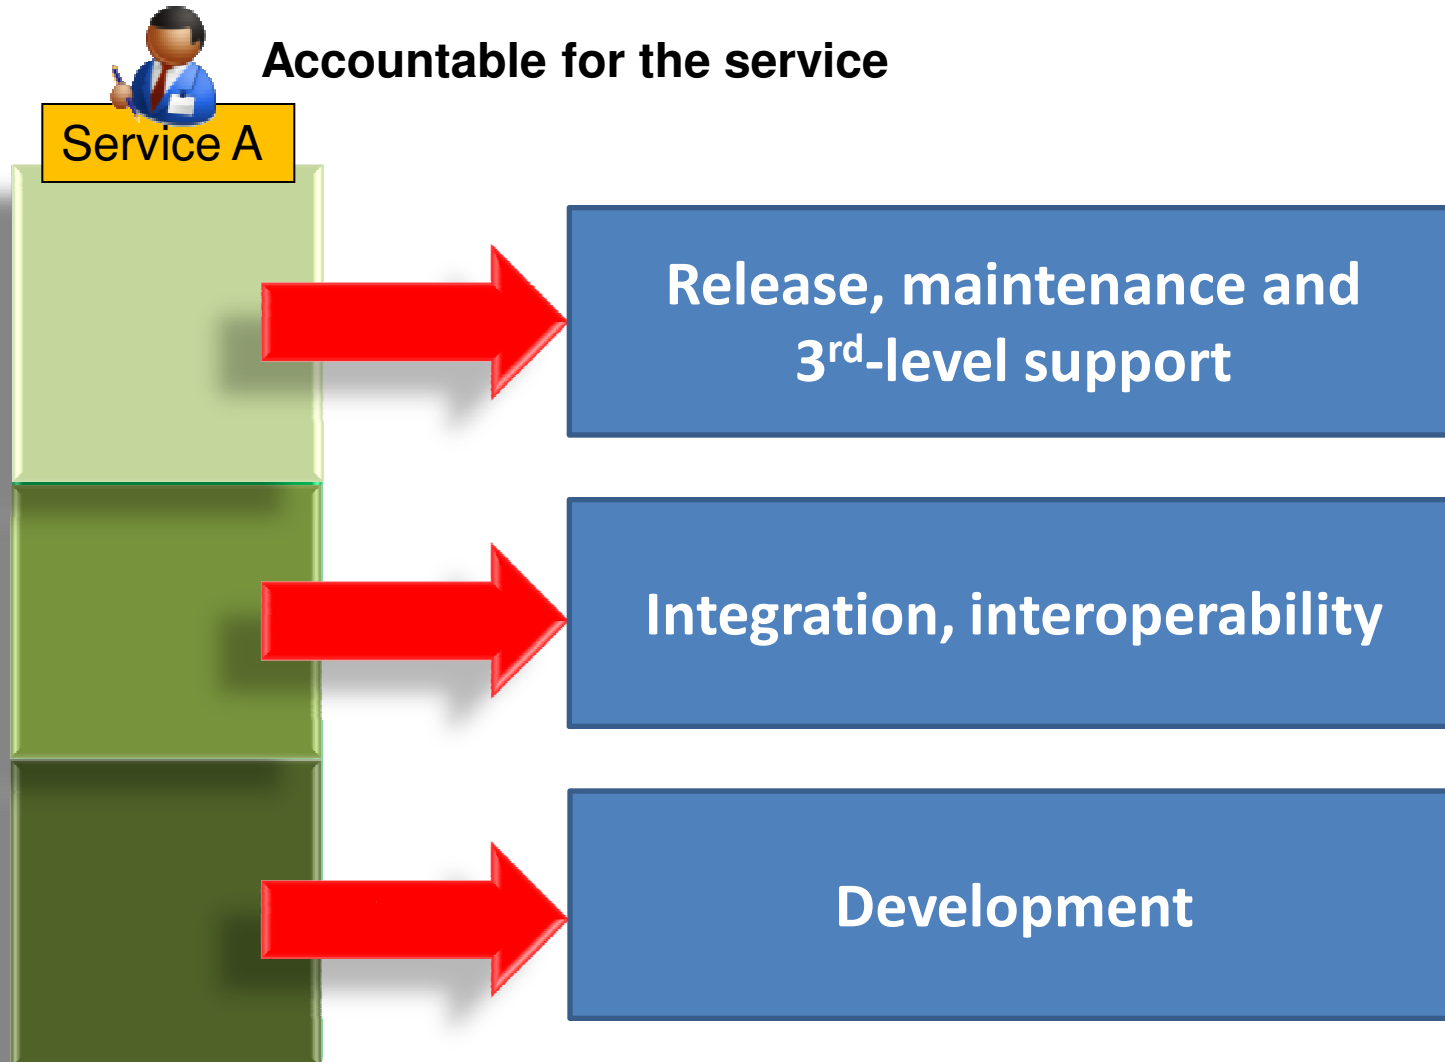 Accountable for the service
Service A
Release, maintenance and
3rd-level support
Integration, interoperability
Development